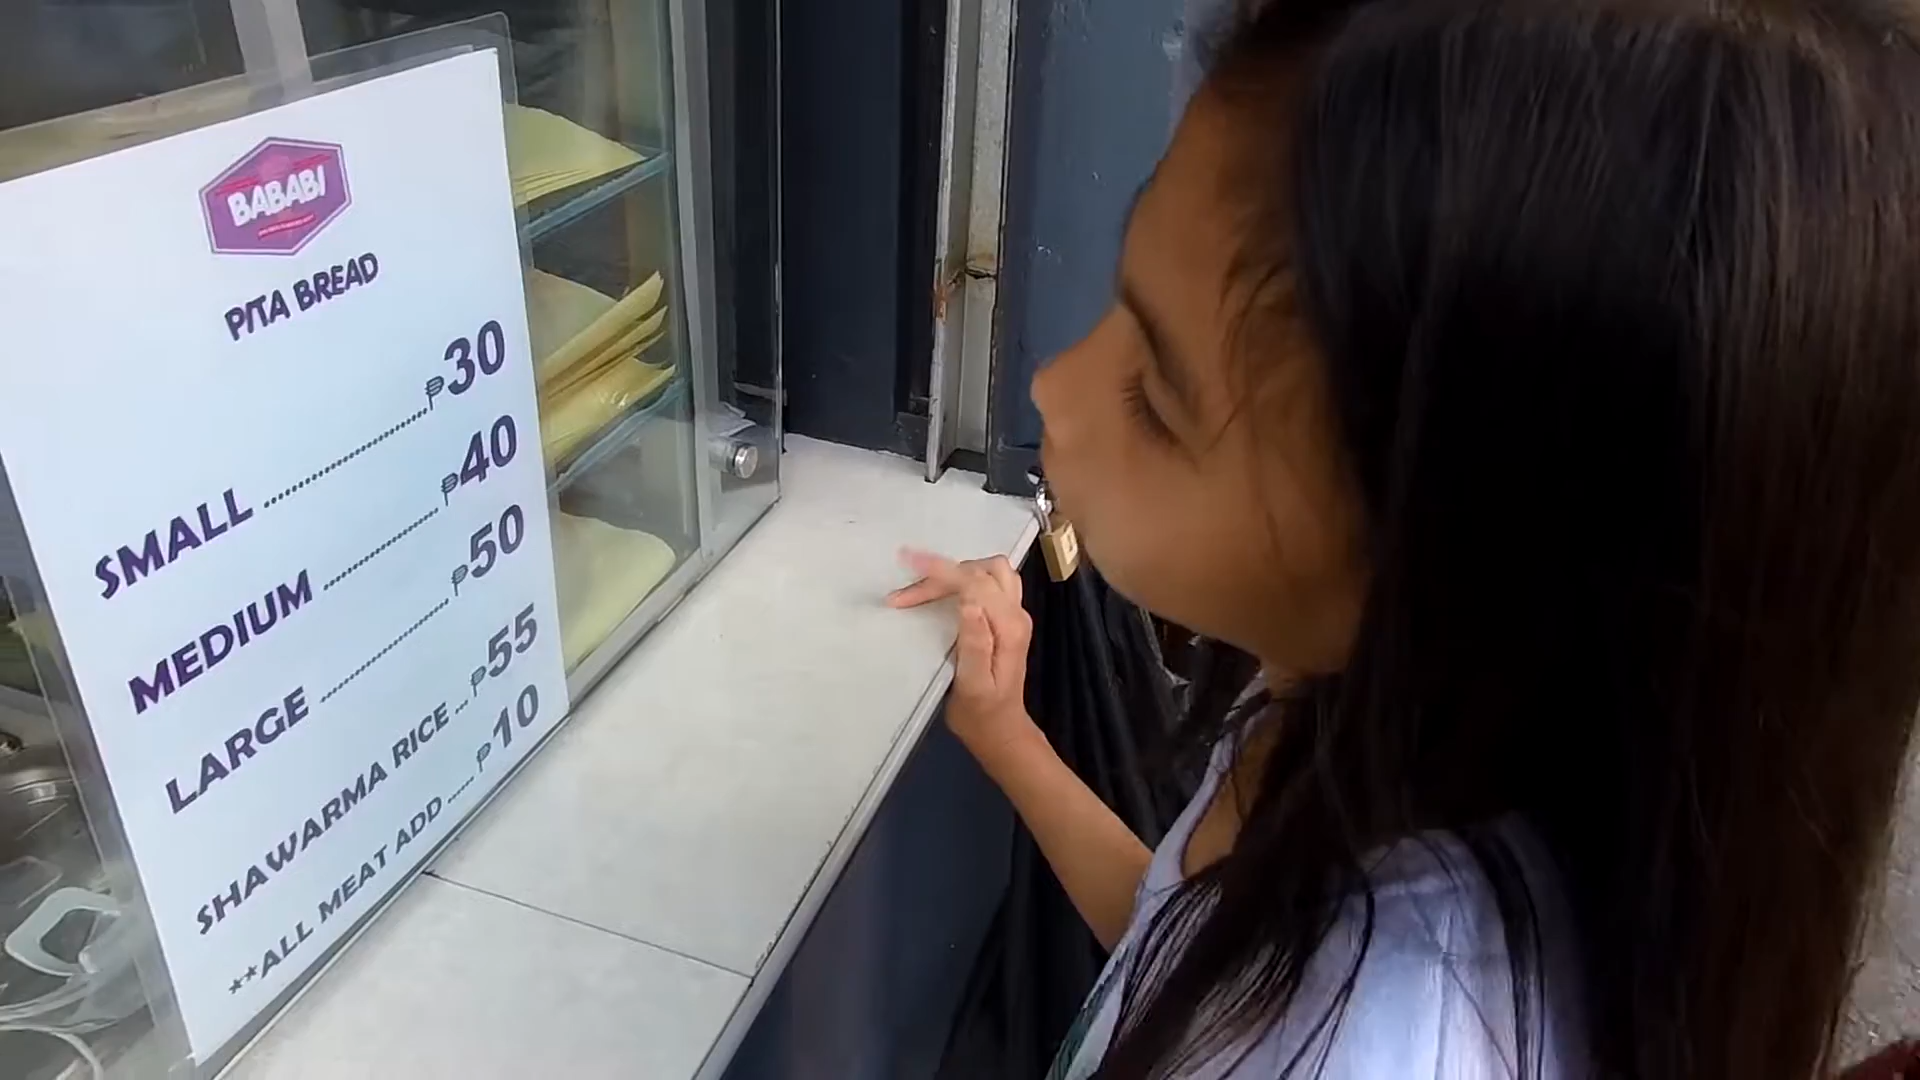 BABABI
PITA BREAD
SMALL ........................ ₱30
MEDIUM ................ ₱40
LARGE .................. ₱50
SHAWARMA RICE ... ₱55
**ALL MEAT ADD ...... ₱10